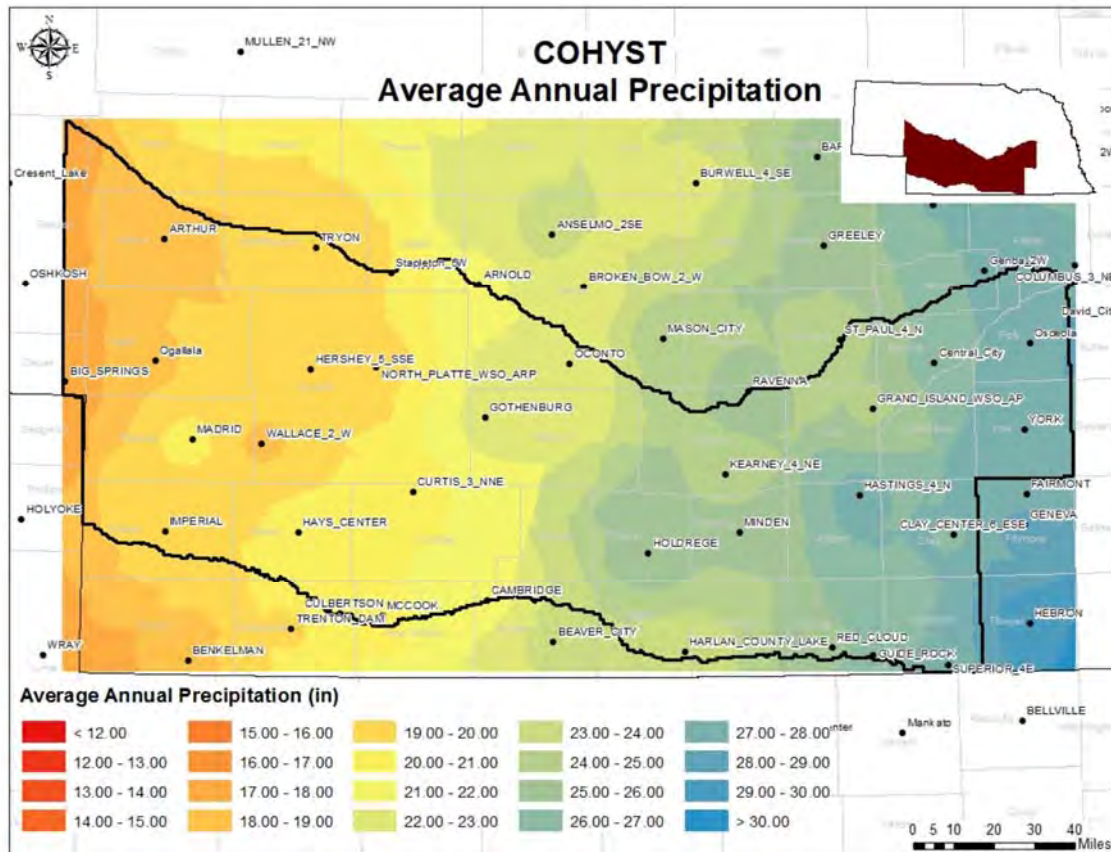 N
W E
S
MULLEN_21_NW
COHYST
Average Annual Precipitation
BAR
2W
Cresent_Lake
BURWELL_4_SE
ARTHUR
TRYON
ANSELMO_2SE
GREELEY
OSHKOSH
Stapleton_5W
ARNOLD
BROKEN_BOW_2_W
Genoa_2W
COLUMBUS_3_NE
David_City
MASON_CITY
ST_PAUL_4_N
Osceola
Ogallala
HERSHEY_5_SSE
OCONTO
Central_City
BIG_SPRINGS
NORTH_PLATTE_WSO_ARP
RAVENNA
GOTHENBURG
GRAND_ISLAND_WSO_AP
MADRID
WALLACE_2_W
YORK
KEARNEY_4_NE
CURTIS_3_NNE
HASTINGS_4_N
FAIRMONT
HOLYOKE
IMPERIAL
HAYS_CENTER
MINDEN
CLAY_CENTER_6_ESE
GENEVA
Fillmore
HOLDREGE
CAMBRIDGE
CULBERTSON
MCCOOK
HEBRON
TRENTON_DAM
BEAVER_CITY
HARLAN_COUNTY_LAKE
RED_CLOUD
WRAY
BENKELMAN
GUIDE_ROCK
SUPERIOR_4E
Average Annual Precipitation (in)
< 12.00 15.00 - 16.00 19.00 - 20.00 23.00 - 24.00 27.00 - 28.00
12.00 - 13.00 16.00 - 17.00 20.00 - 21.00 24.00 - 25.00 28.00 - 29.00
13.00 - 14.00 17.00 - 18.00 21.00 - 22.00 25.00 - 26.00 29.00 - 30.00
14.00 - 15.00 18.00 - 19.00 22.00 - 23.00 26.00 - 27.00 > 30.00
unter
Mankato
BELLVILLE
0 5 10 20 30 40
Miles